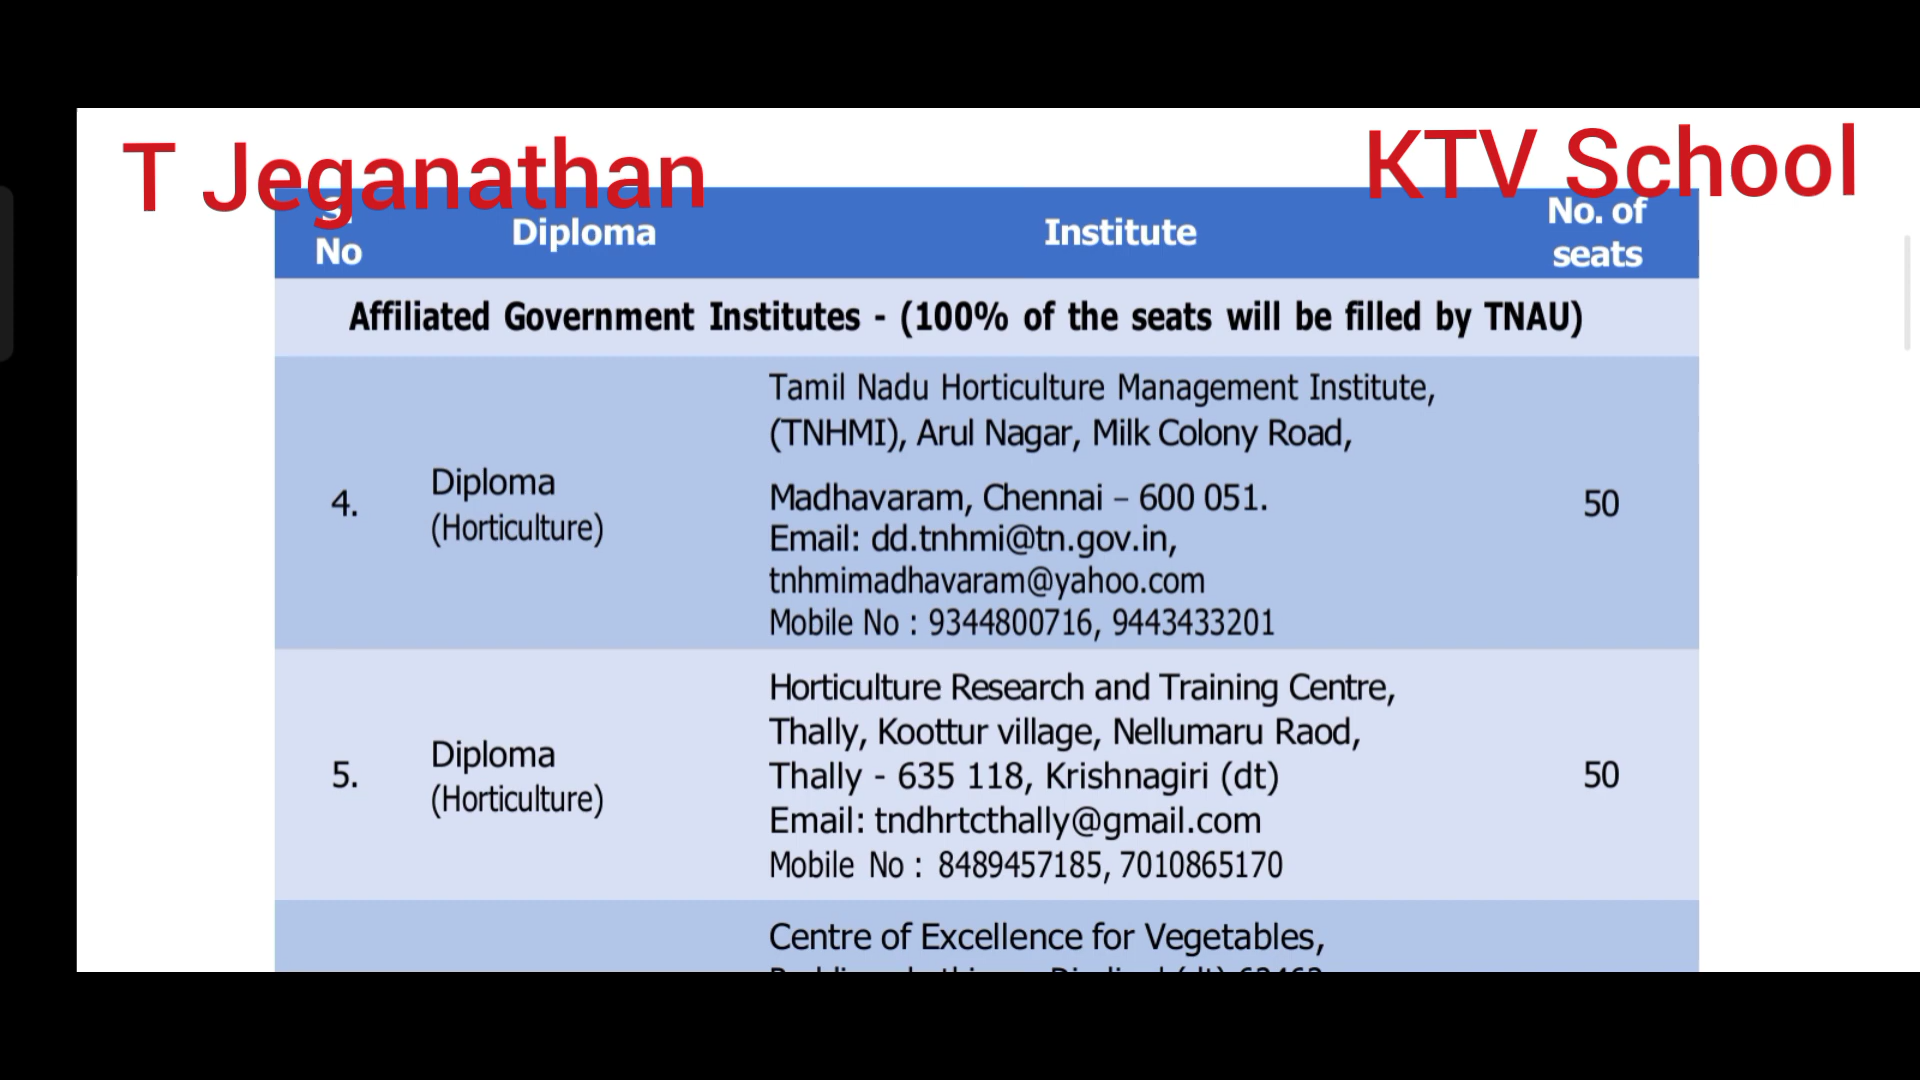 T Jeganathan
KTV School
Sl.
No
Diploma
Institute
No. of
seats
Affiliated Government Institutes - (100% of the seats will be filled by TNAU)
4.
Diploma
(Horticulture)
Tamil Nadu Horticulture Management Institute,
(TNHMI), Arul Nagar, Milk Colony Road,
Madhavaram, Chennai – 600 051.
Email: dd.tnhmi@tn.gov.in,
tnhmimadhavaram@yahoo.com
Mobile No : 9344800716, 9443433201
50
5.
Diploma
(Horticulture)
Horticulture Research and Training Centre,
Thally, Koottur village, Nellumaru Raod,
Thally - 635 118, Krishnagiri (dt)
Email: tndhrtcthally@gmail.com
Mobile No : 8489457185, 7010865170
50
Centre of Excellence for Vegetables,